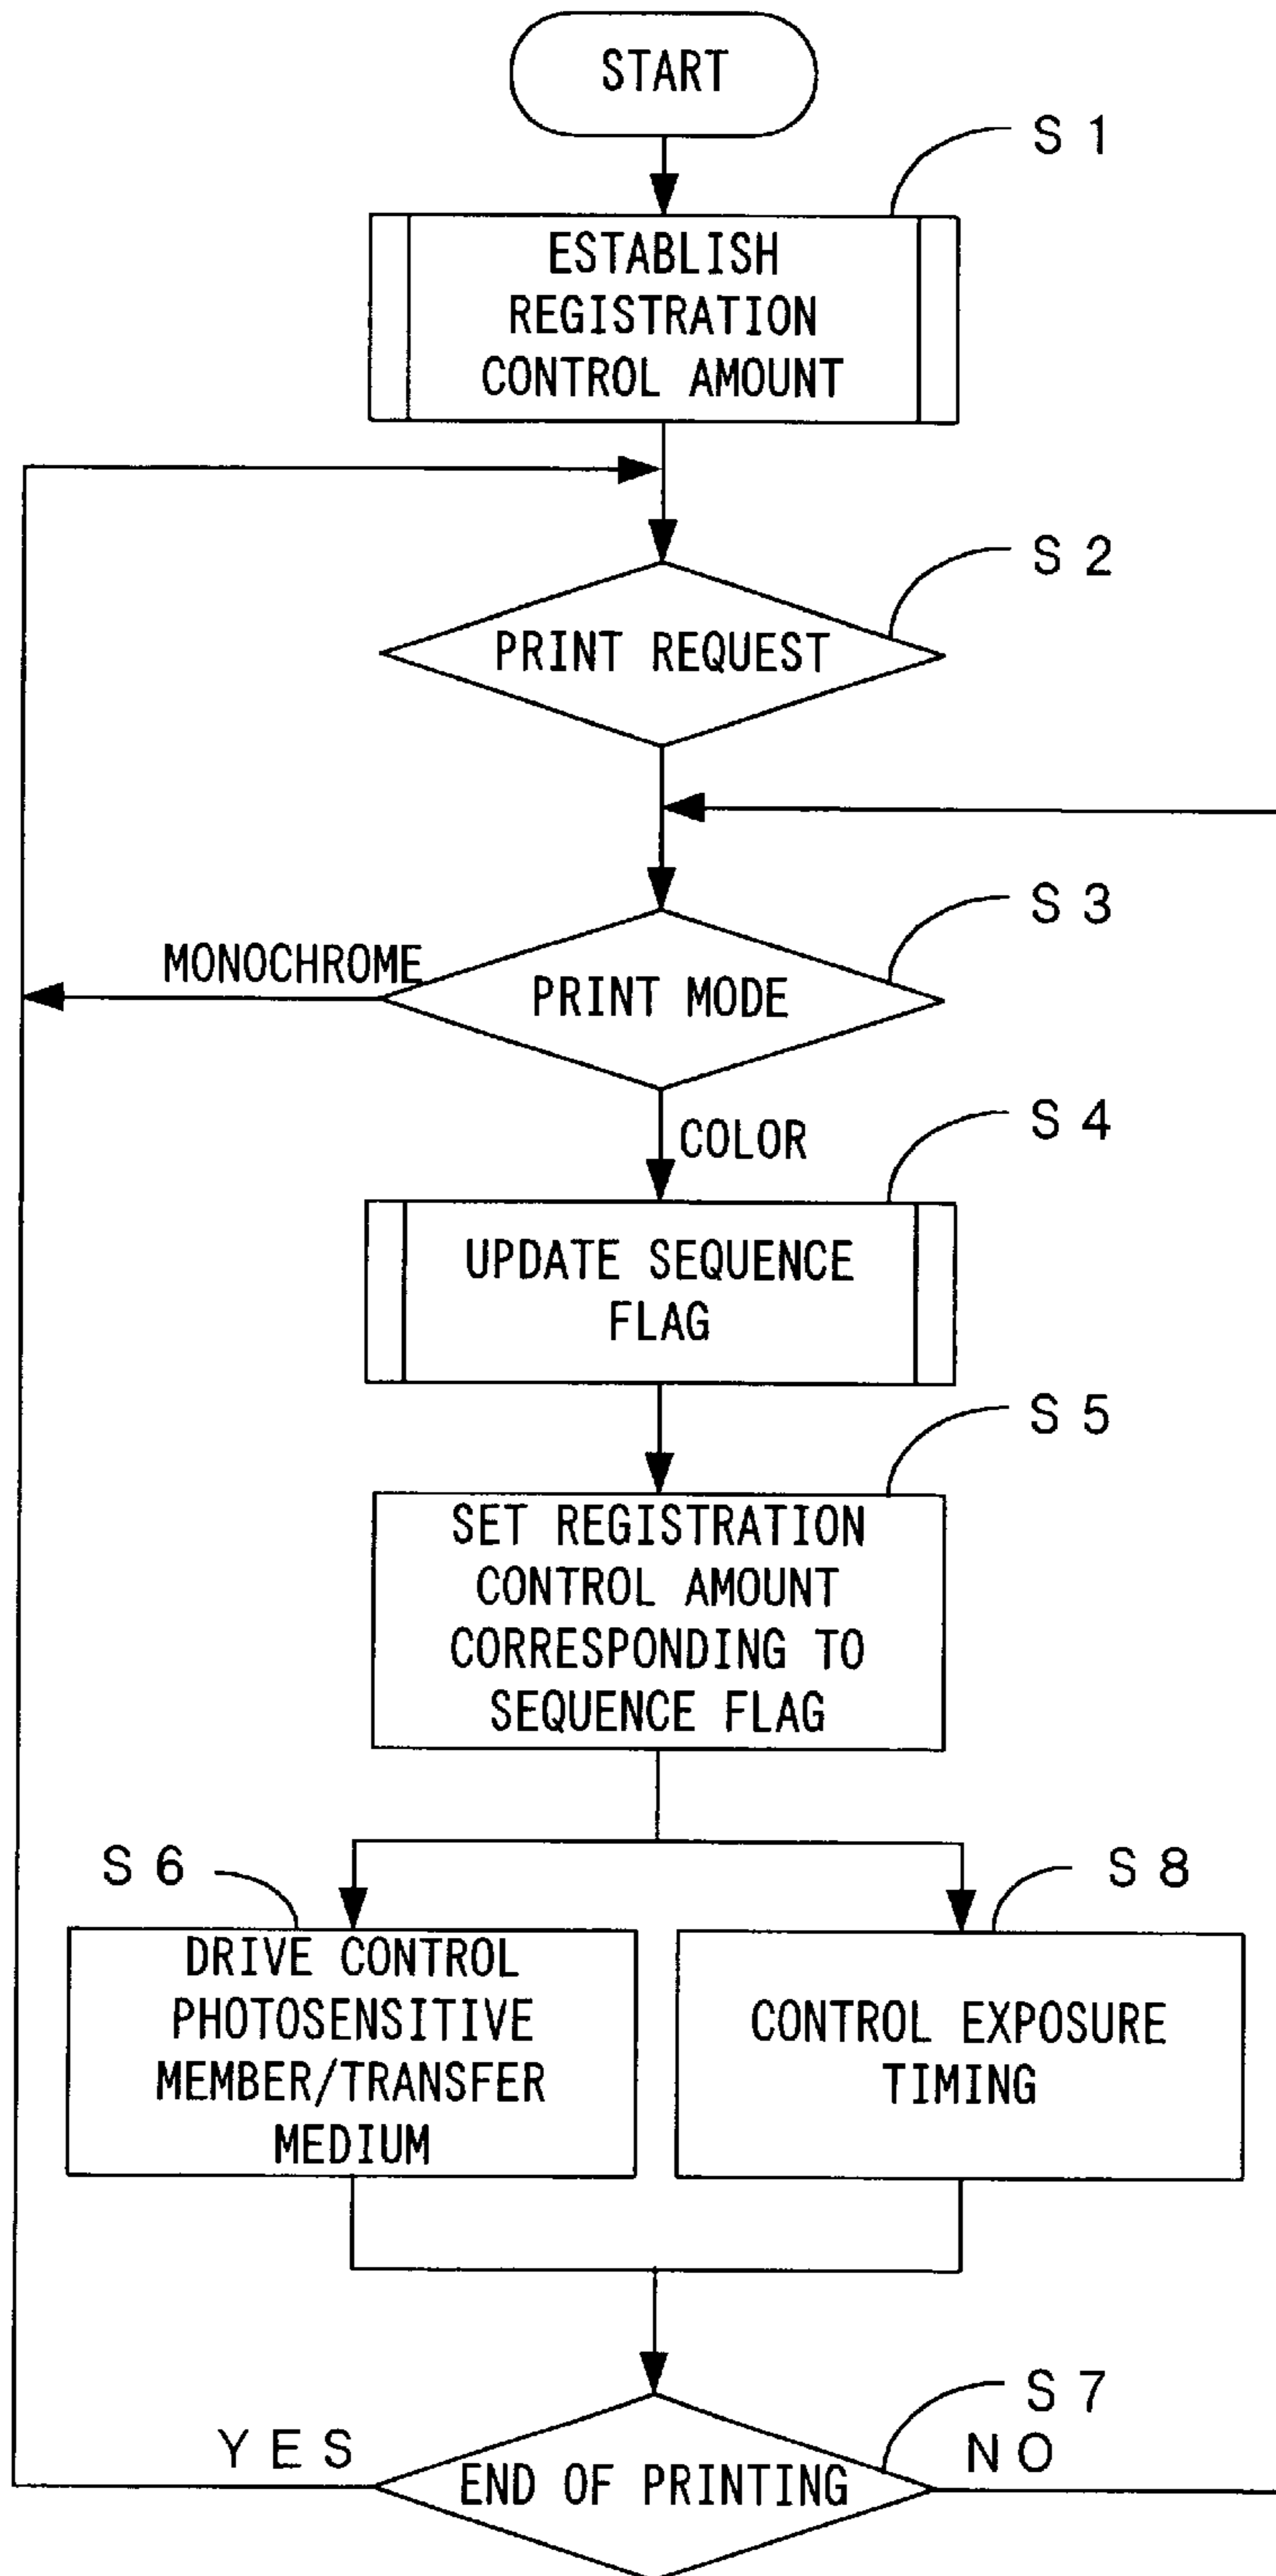 START
S 1
ESTABLISH
REGISTRATION
CONTROL AMOUNT
S 2
PRINT REQUEST
S 3
MONOCHROME
PRINT MODE
S 4
COLOR
UPDATE SEQUENCE
FLAG
S 5
SET REGISTRATION
CONTROL AMOUNT
CORRESPONDING TO
SEQUENCE FLAG
S 6
DRIVE CONTROL
PHOTOSENSITIVE
MEMBER/TRANSFER
MEDIUM
S 8
CONTROL EXPOSURE
TIMING
S 7
YES
END OF PRINTING
NO